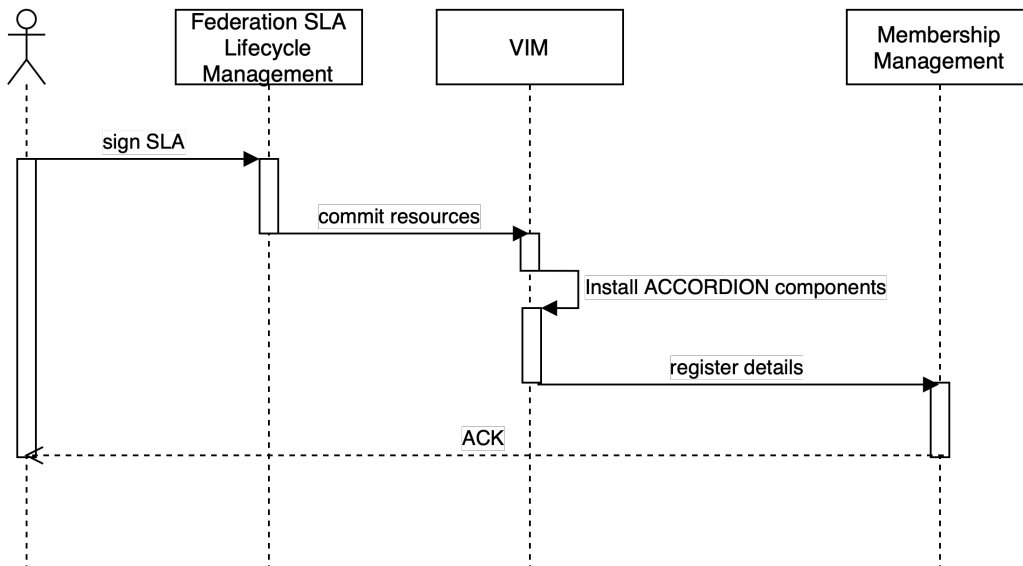 Federation SLA
Lifecycle
Management
VIM
Membership
Management
sign SLA
commit resources
Install ACCORDION components
register details
ACK